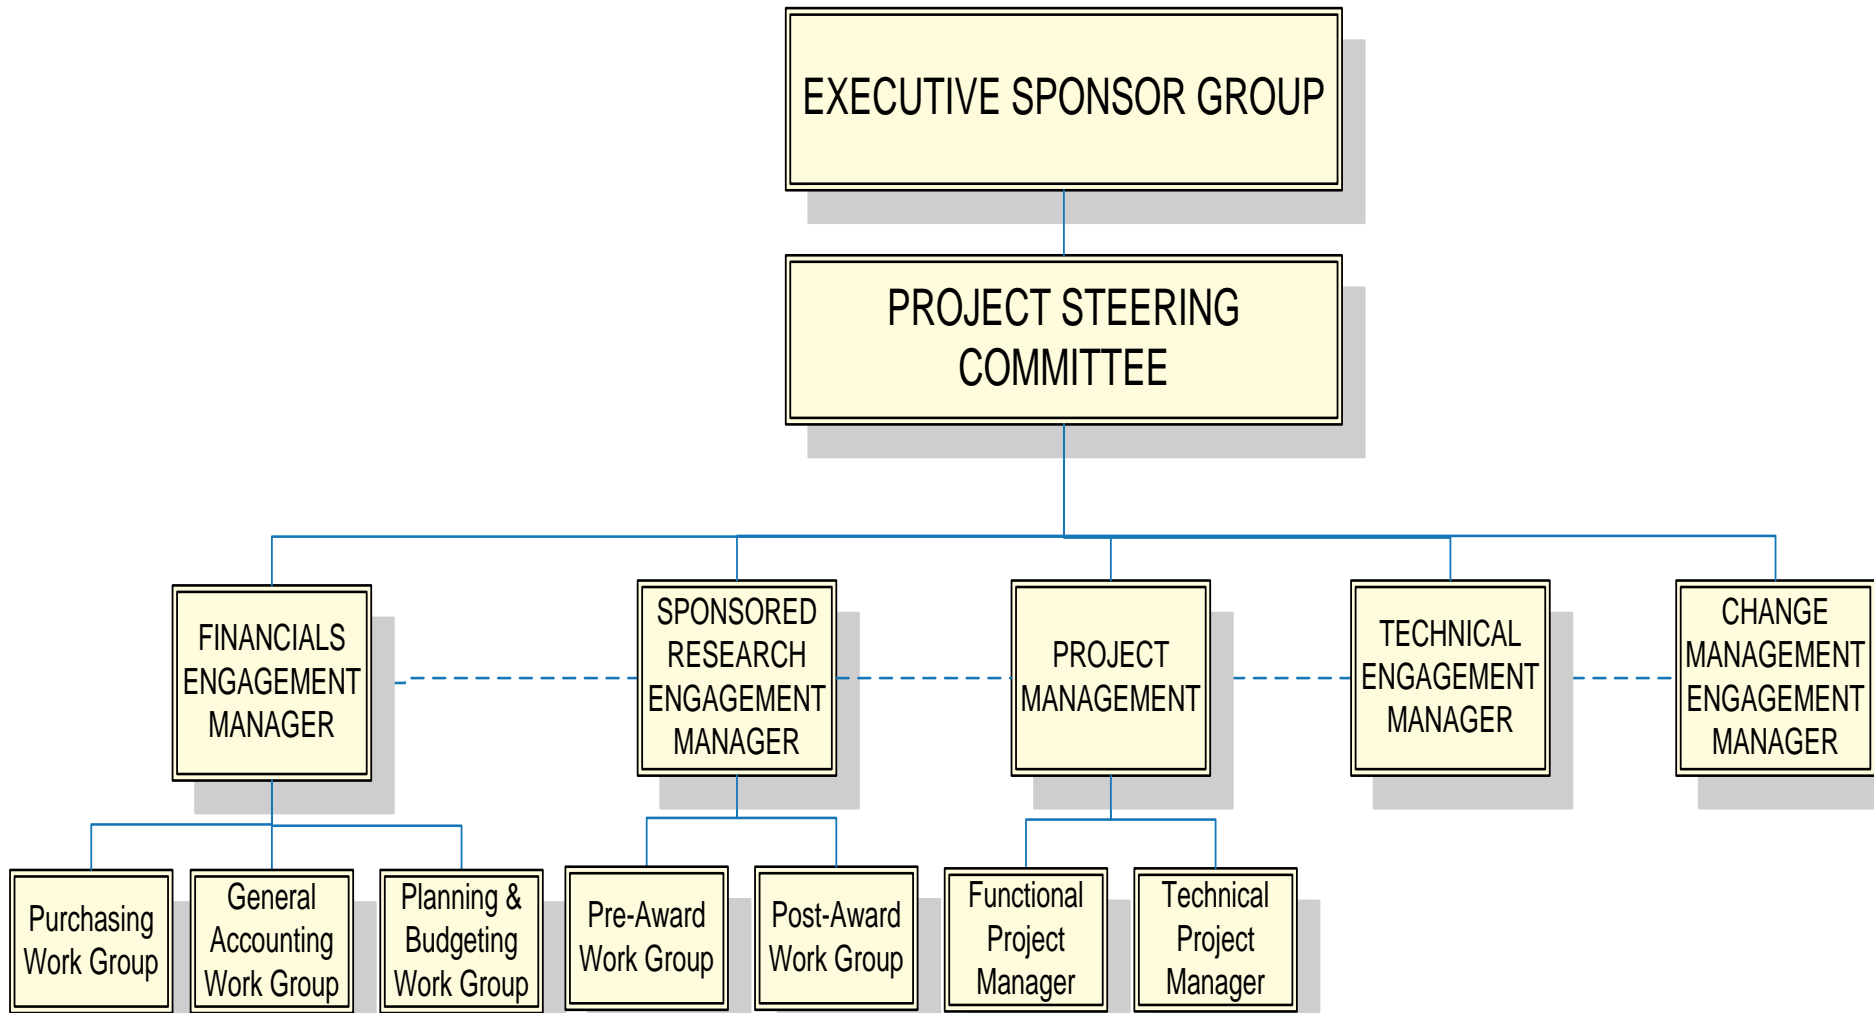 EXECUTIVE SPONSOR GROUP
PROJECT STEERING
COMMITTEE
FINANCIALS
ENGAGEMENT
MANAGER
SPONSORED
RESEARCH
ENGAGEMENT
MANAGER
PROJECT
MANAGEMENT
TECHNICAL
ENGAGEMENT
MANAGER
CHANGE
MANAGEMENT
ENGAGEMENT
MANAGER
Purchasing
Work Group
General
Accounting
Work Group
Planning &
Budgeting
Work Group
Pre-Award
Work Group
Post-Award
Work Group
Functional
Project
Manager
Technical
Project
Manager